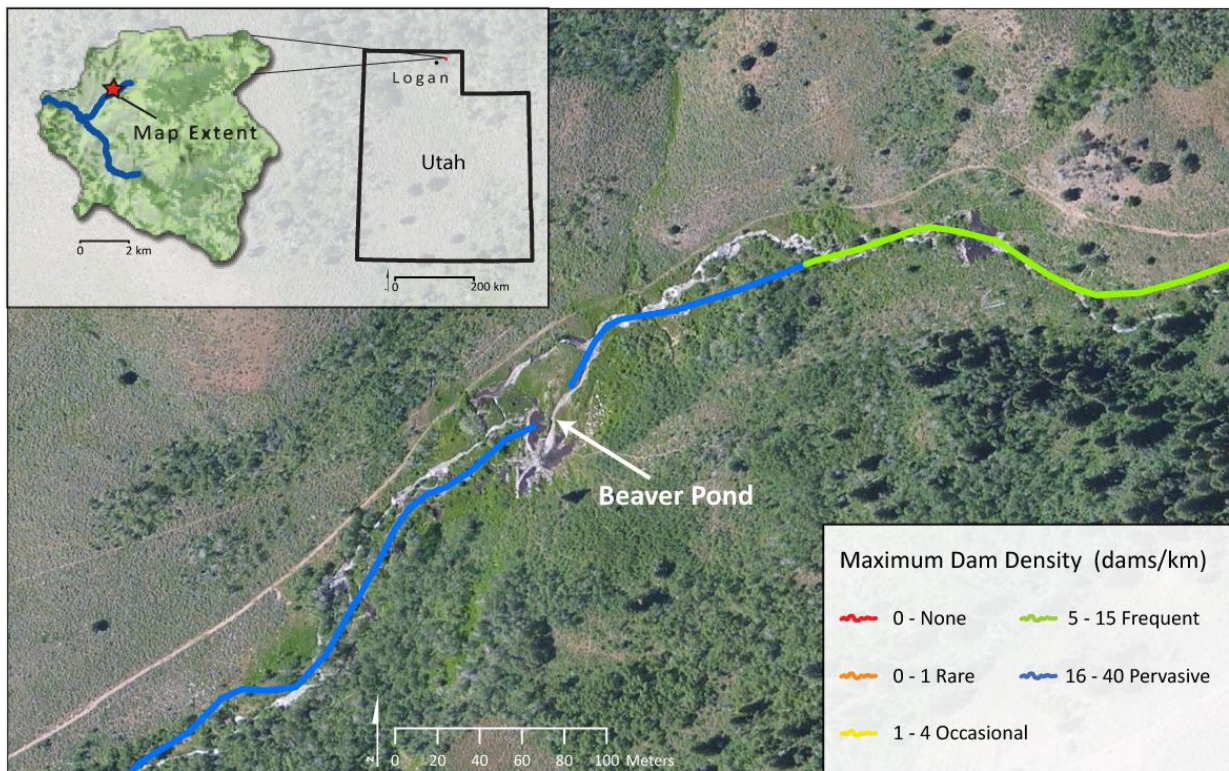 Logan
Map Extent
Utah
0 2 km
0 200 km
Beaver Pond
Maximum Dam Density (dams/km)
0 - None
5 - 15 Frequent
0 - 1 Rare
16 - 40 Pervasive
1 - 4 Occasional
0 20 40 60 80 100 Meters